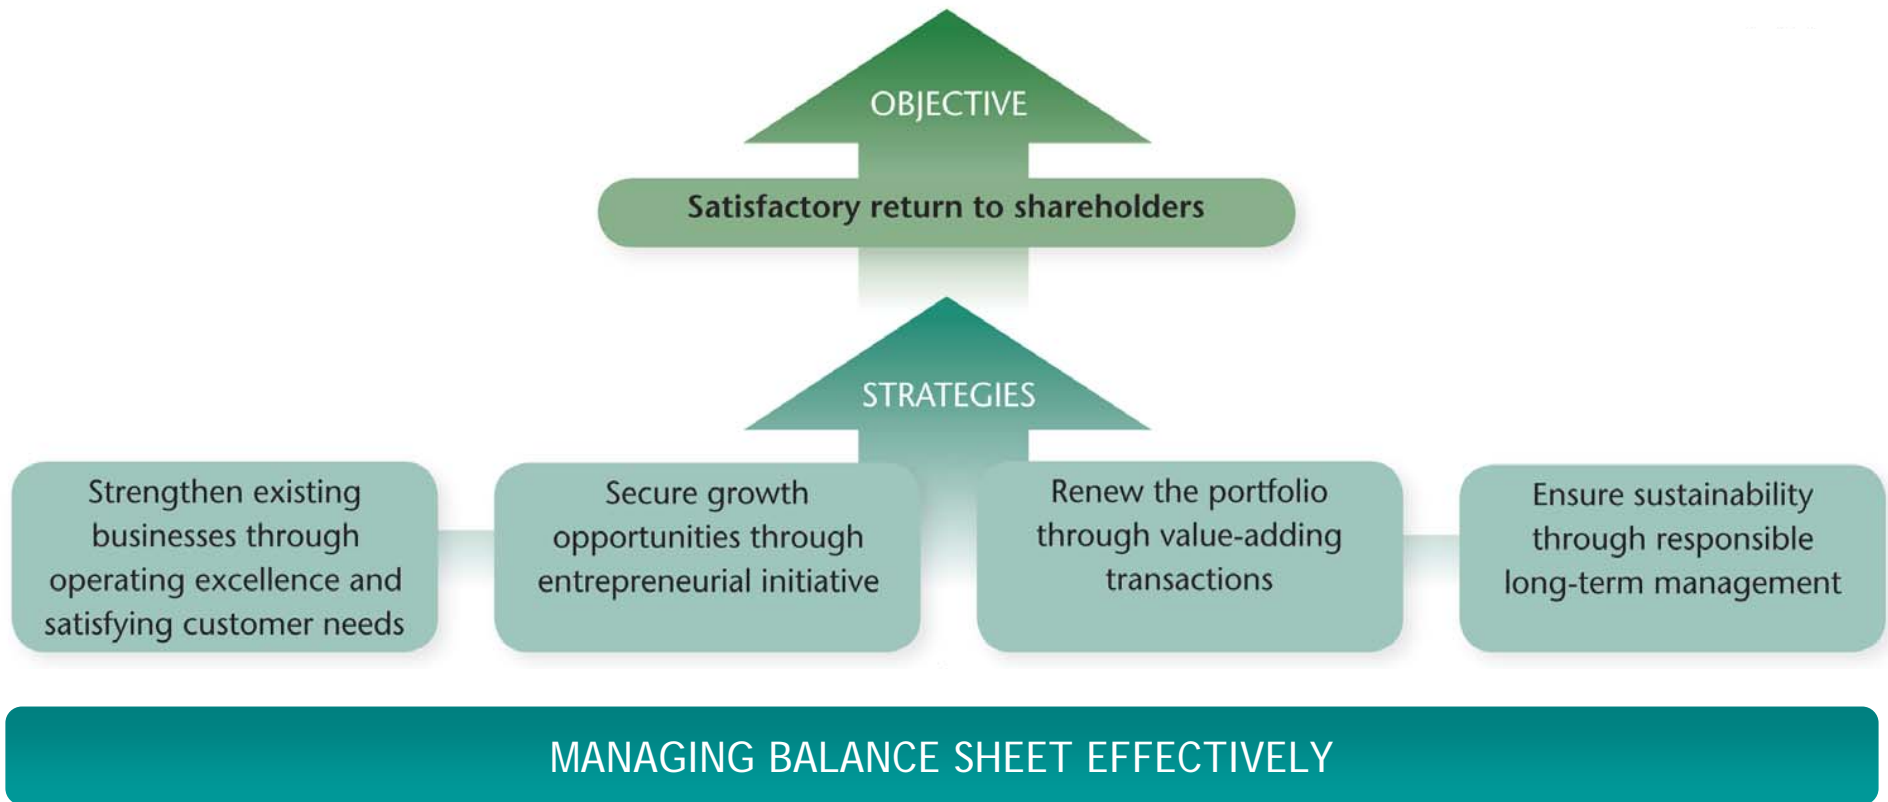 OBJECTIVE
Satisfactory return to shareholders
STRATEGIES
Strengthen existing
businesses through
operating excellence and
satisfying customer needs
Secure growth
opportunities through
entrepreneurial initiative
Renew the portfolio
through value-adding
transactions
Ensure sustainability
through responsible
long-term management
MANAGING BALANCE SHEET EFFECTIVELY